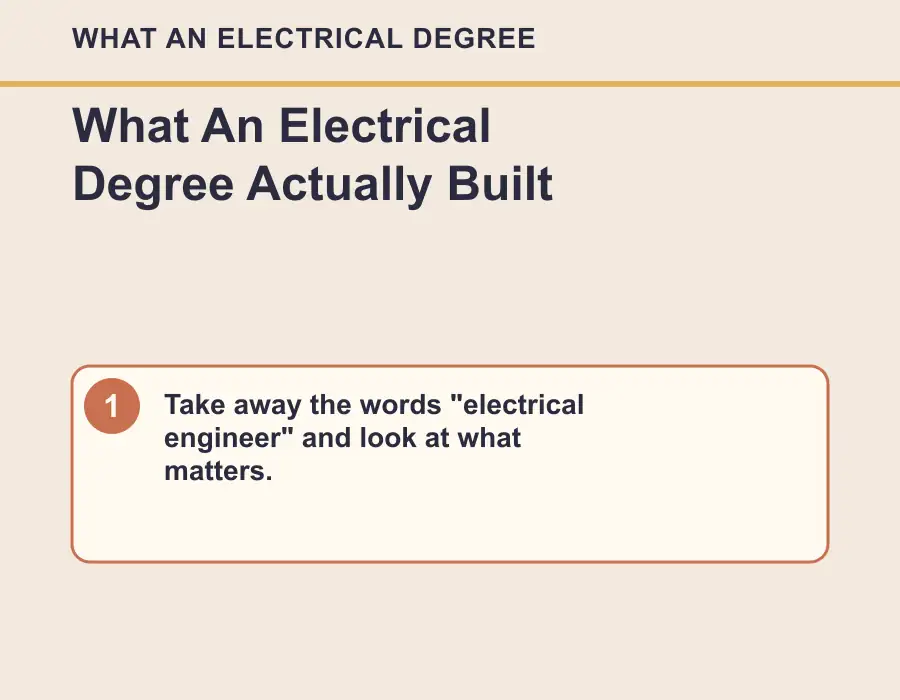 WHAT AN ELECTRICAL DEGREE
What An Electrical
Degree Actually Built
1
Take away the words "electrical
engineer" and look at what
matters.